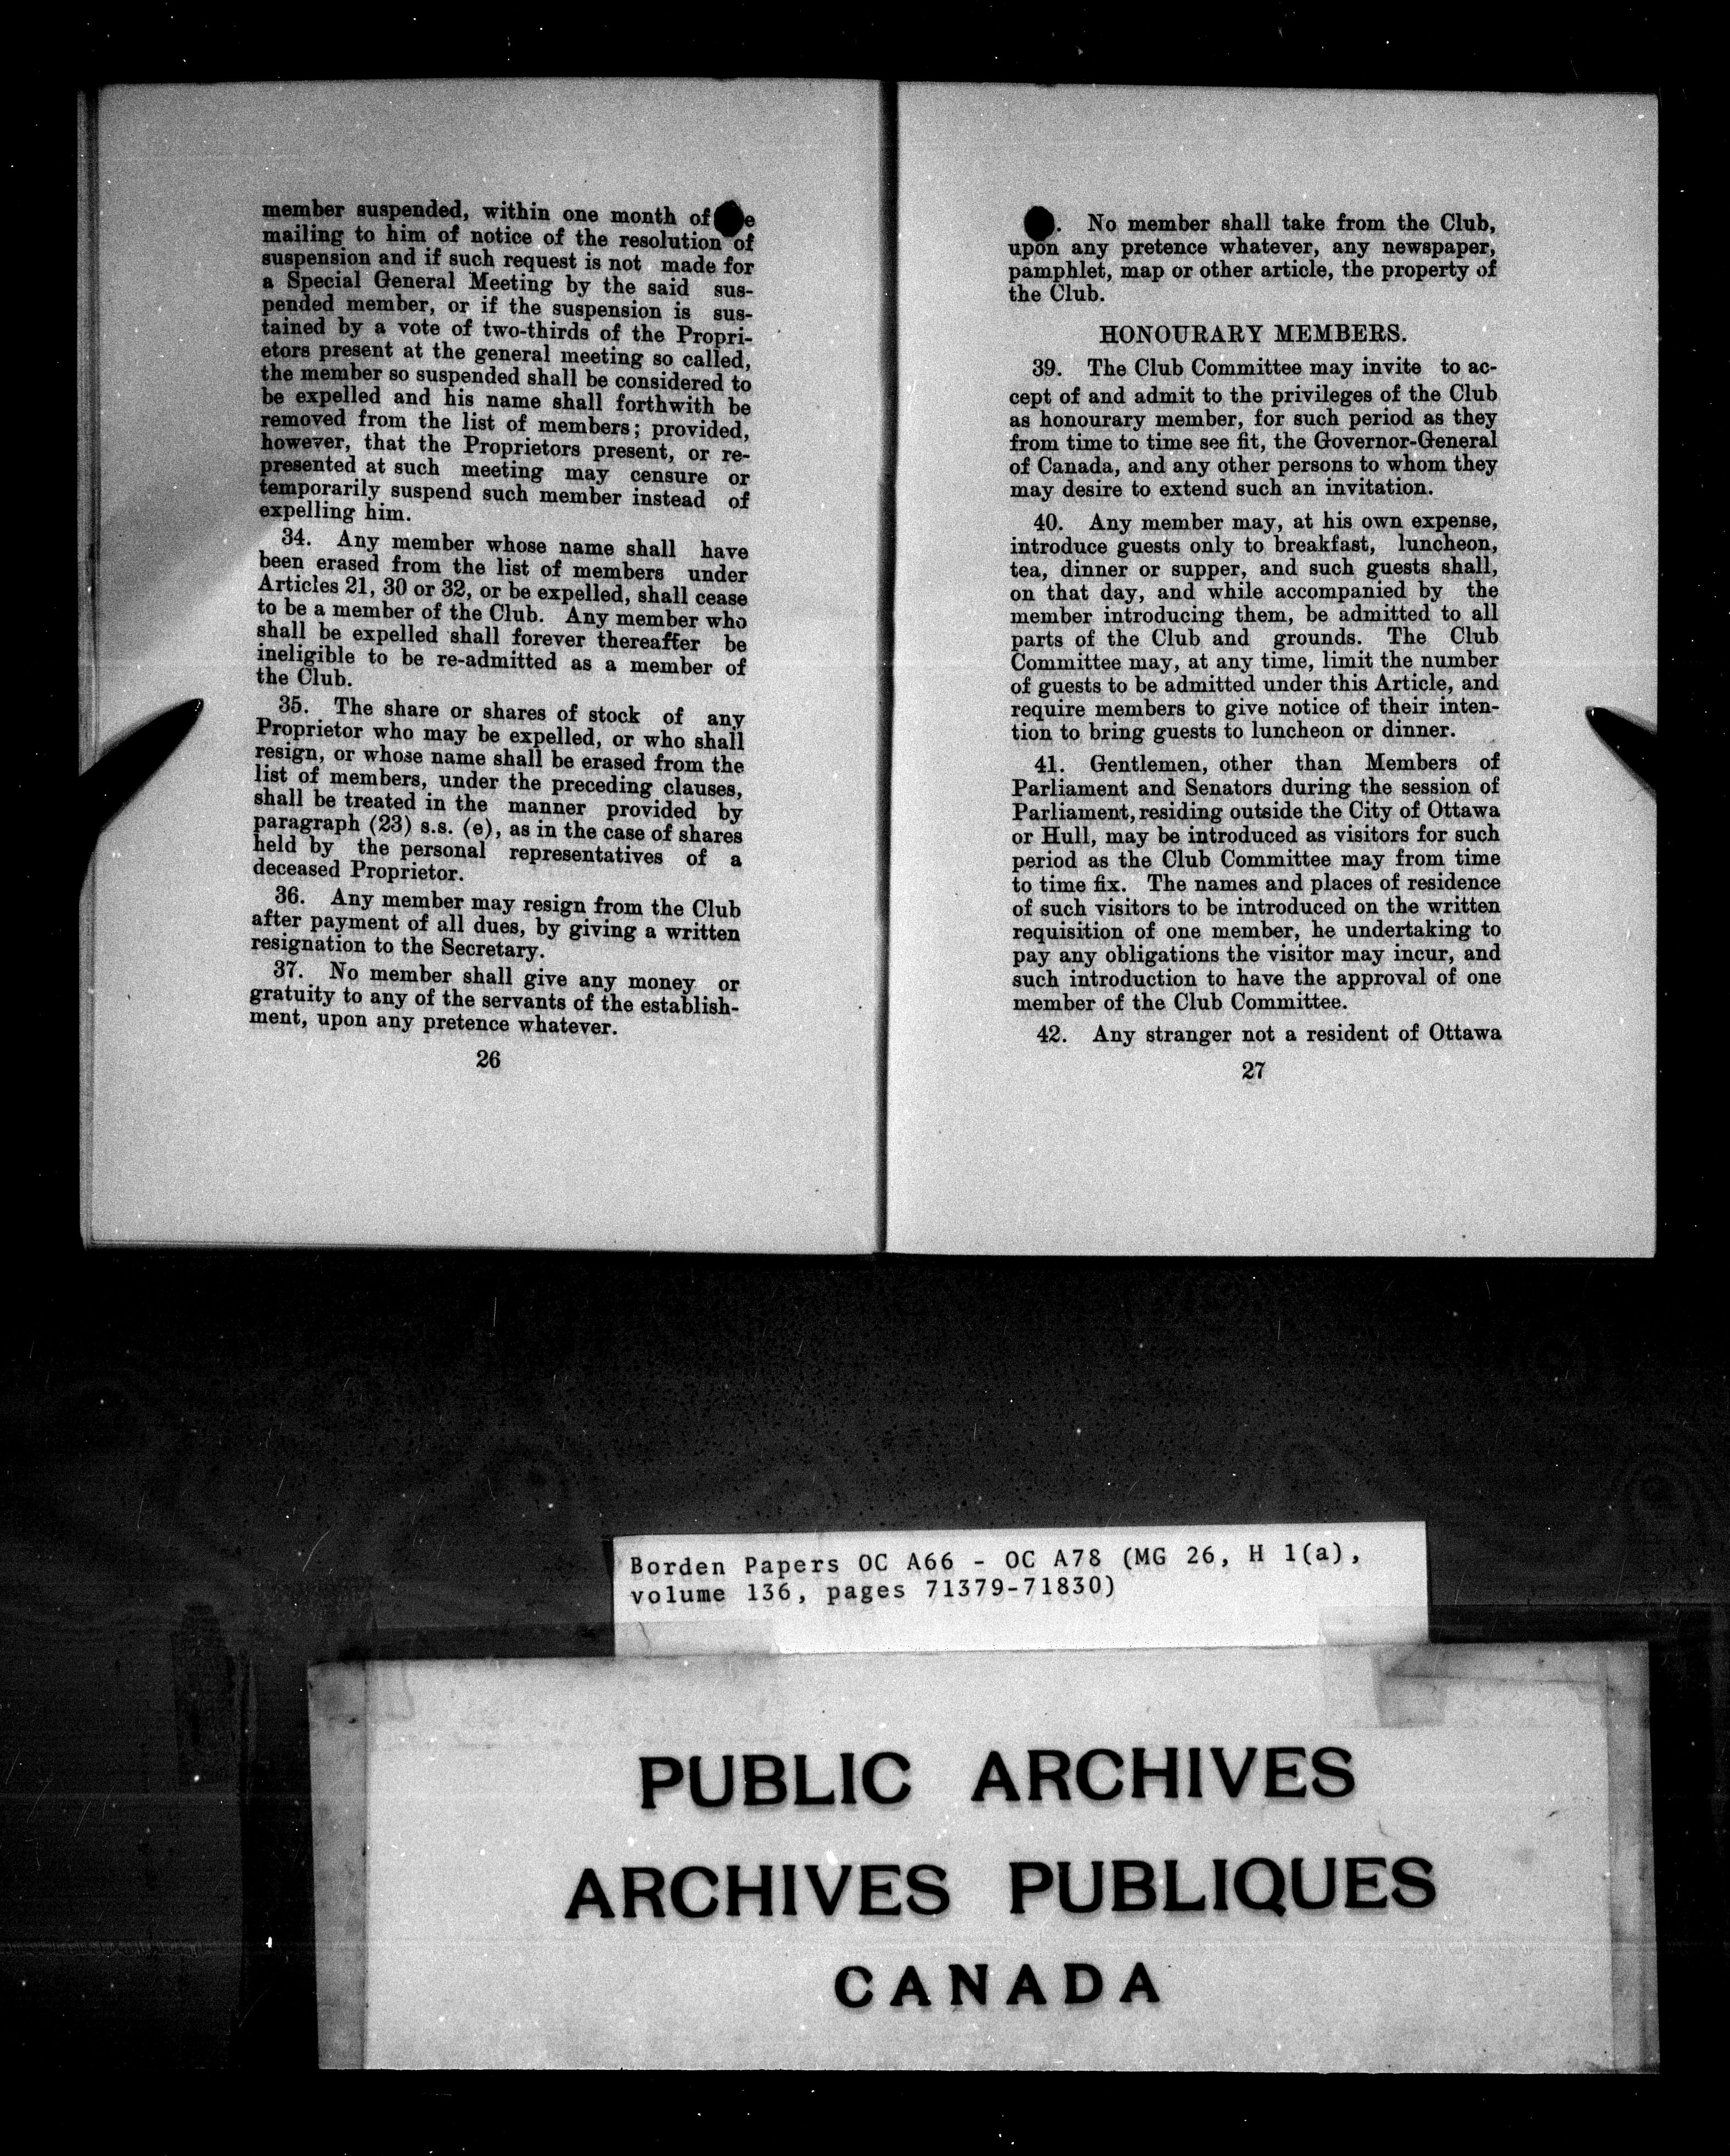 member suspended, within one month of e
mailing to him of notice of the resolution of
suspension and if such request is not made for
a Special General Meeting by the said sus-
pended member, or if the suspension is sus-
tained by a vote of two-thirds of the Propri-
etors present at the general meeting so called,
the member so suspended shall be considered to
be expelled and his name shall forthwith be
removed from the list of members; provided,
however, that the Proprietors present, or re-
presented at such meeting may censure or
temporarily suspend such member instead of
expelling him.
34. Any member whose name shall have
been erased from the list of members under
Articles 21, 30 or 32, or be expelled, shall cease
to be a member of the Club. Any member who
shall be expelled shall forever thereafter be
ineligible to be re-admitted as a member of
the Club.
35. The share or shares of stock of any
Proprietor who may be expelled, or who shall
resign, or whose name shall be erased from the
list of members, under the preceding clauses,
shall be treated in the manner provided by
paragraph (23) s.s. (e), as in the case of shares
held by the personal representatives of a
deceased Proprietor.
36. Any member may resign from the Club
after payment of all dues, by giving a written
resignation to the Secretary.
37. No member shall give any money or
gratuity to any of the servants of the establish-
ment, upon any pretence whatever.
26
. No member shall take from the Club,
upon any pretence whatever, any newspaper,
pamphlet, map or other article, the property of
the Club.
HONOURARY MEMBERS.
39. The Club Committee may invite to ac-
cept of and admit to the privileges of the Club
as honourary member, for such period as they
from time to time see fit, the Governor-General
of Canada, and any other persons to whom they
may desire to extend such an invitation.
40. Any member may, at his own expense,
introduce guests only to breakfast, luncheon,
tea, dinner or supper, and such guests shall,
on that day, and while accompanied by the
member introducing them, be admitted to all
parts of the Club and grounds. The Club
Committee may, at any time, limit the number
of guests to be admitted under this Article, and
require members to give notice of their inten-
tion to bring guests to luncheon or dinner.
41. Gentlemen, other than Members of
Parliament and Senators during the session of
Parliament, residing outside the City of Ottawa
or Hull, may be introduced as visitors for such
period as the Club Committee may from time
to time fix. The names and places of residence
of such visitors to be introduced on the written
requisition of one member, he undertaking to
pay any obligations the visitor may incur, and
such introduction to have the approval of one
member of the Club Committee.
42. Any stranger not a resident of Ottawa
27
Borden Papers OC A66 - OC A78 (MG 26, H 1(a),
volume 136, pages 71379-71830)
PUBLIC ARCHIVES
ARCHIVES PUBLIQUES
CANADA